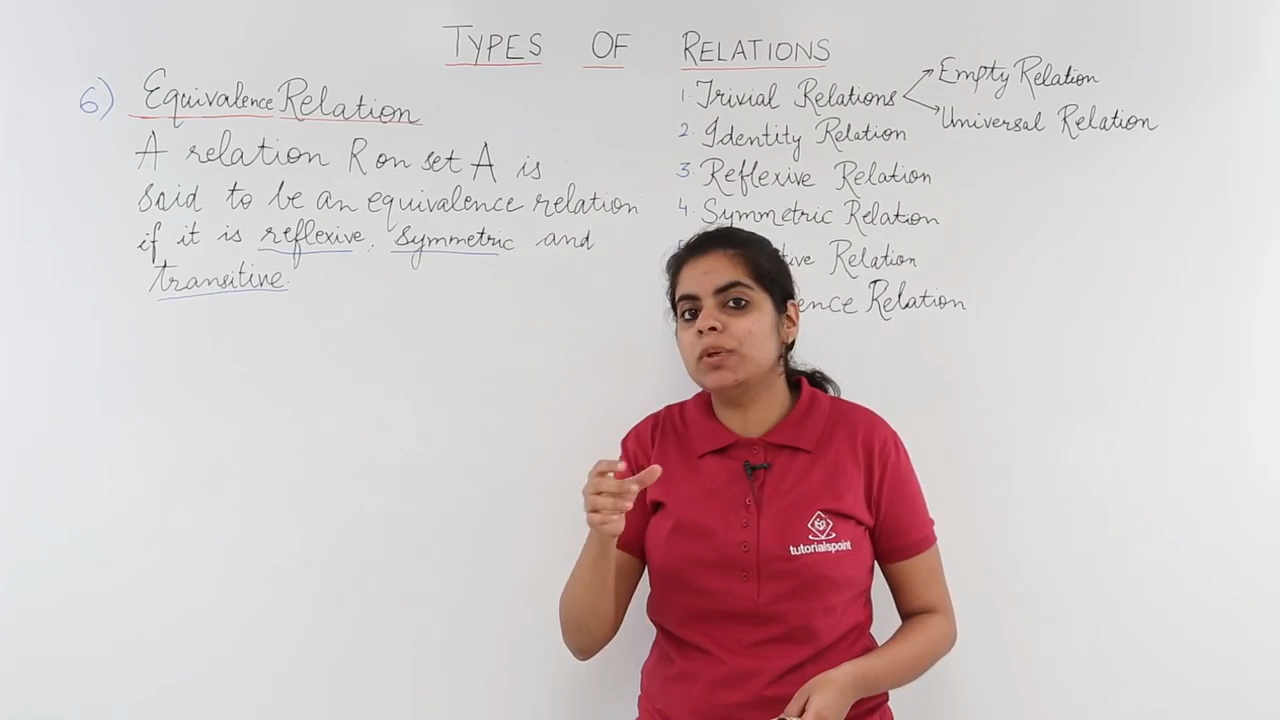 TYPES OF RELATIONS
6) Equivalence Relation
A relation R on set A is
said to be an equivalence relation
if it is reflexive, symmetric and
transitive.
1. Trivial Relations
Empty Relation
Universal Relation
2. Identity Relation
3. Reflexive Relation
4. Symmetric Relation
tive Relation
ence Relation
tutorialspoint